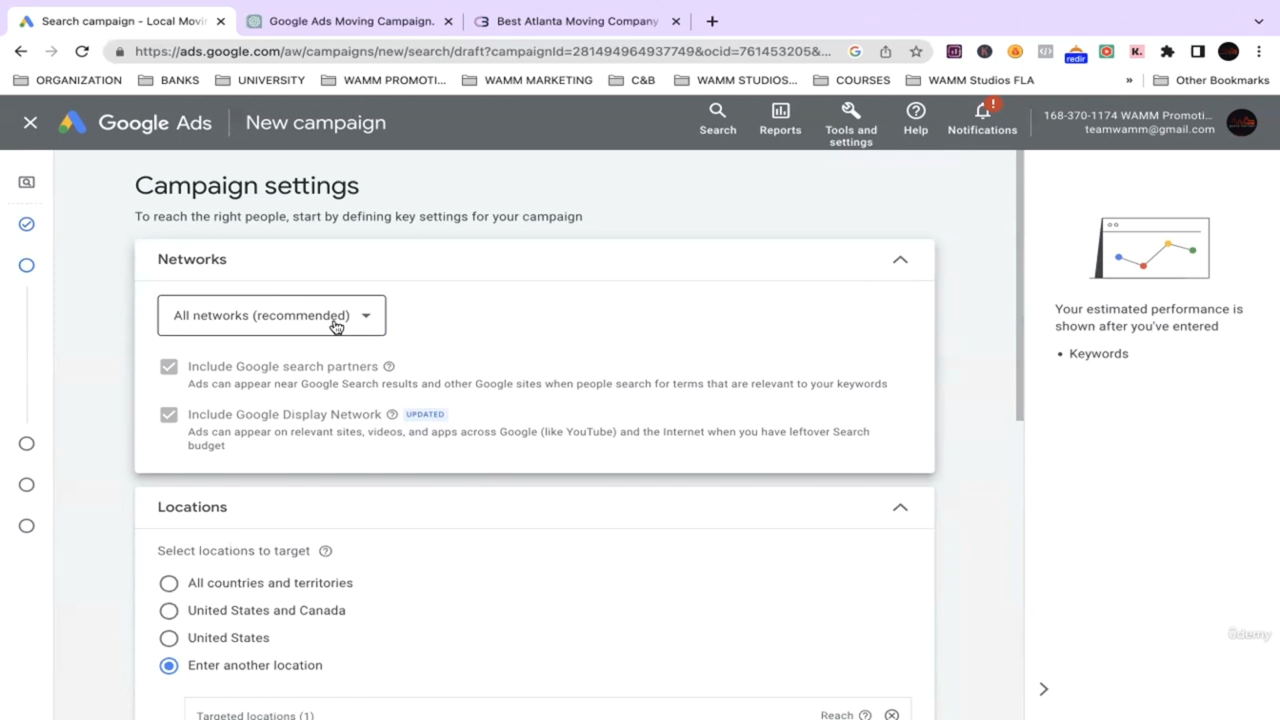 Search campaign - Local Movi
Google Ads Moving Campaign.
Best Atlanta Moving Company
https://ads.google.com/aw/campaigns/new/search/draft?campaignId=281494964937749&ocid=761453205&...
redir
ORGANIZATION
BANKS
UNIVERSITY
WAMM PROMOTI...
WAMM MARKETING
C&B
WAMM STUDIOS...
COURSES
WAMM Studios FLA
»
Other Bookmarks
Google Ads
New campaign
Search
Reports
Tools and
settings
Help
Notifications
168-370-1174 WAMM Promoti...
teamwamm@gmail.com
Campaign settings
To reach the right people, start by defining key settings for your campaign
Networks
All networks (recommended)
Include Google search partners
Ads can appear near Google Search results and other Google sites when people search for terms that are relevant to your keywords
Include Google Display Network UPDATED
Ads can appear on relevant sites, videos, and apps across Google (like YouTube) and the Internet when you have leftover Search
budget
Locations
Select locations to target
All countries and territories
United States and Canada
United States
Enter another location
Targeted locations (1)
Reach
Your estimated performance is
shown after you've entered
• Keywords
ûdemy